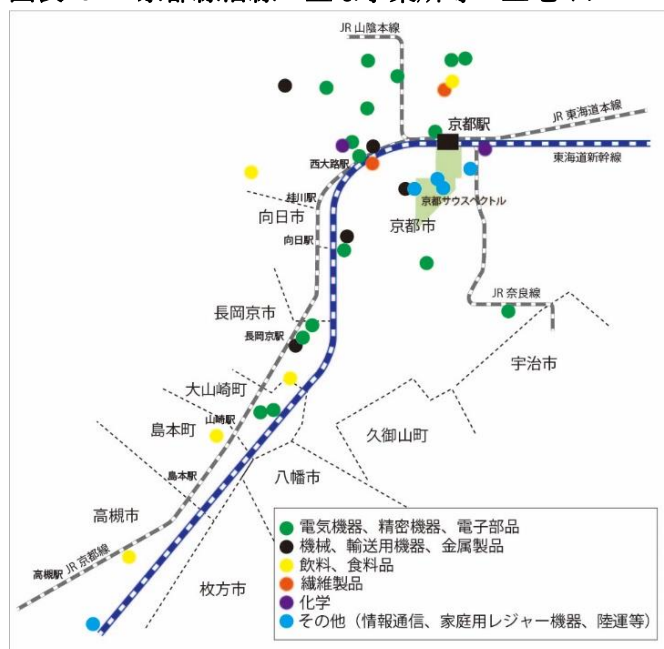 JR 山陰本線
京都駅
JR 東海道本線
西大路駅
東海道新幹線
桂川駅
京都サウスベクトル
向日市
京都市
向日駅
JR 奈良線
長岡京市
長岡京駅
宇治市
大山崎町
山崎駅
島本町
久御山町
島本駅
八幡市
高槻市
高槻駅
JR 京都線
枚方市
電気機器、精密機器、電子部品
機械、輸送用機器、金属製品
飲料、食料品
繊維製品
化学
その他（情報通信、家庭用レジャー機器、陸運等）